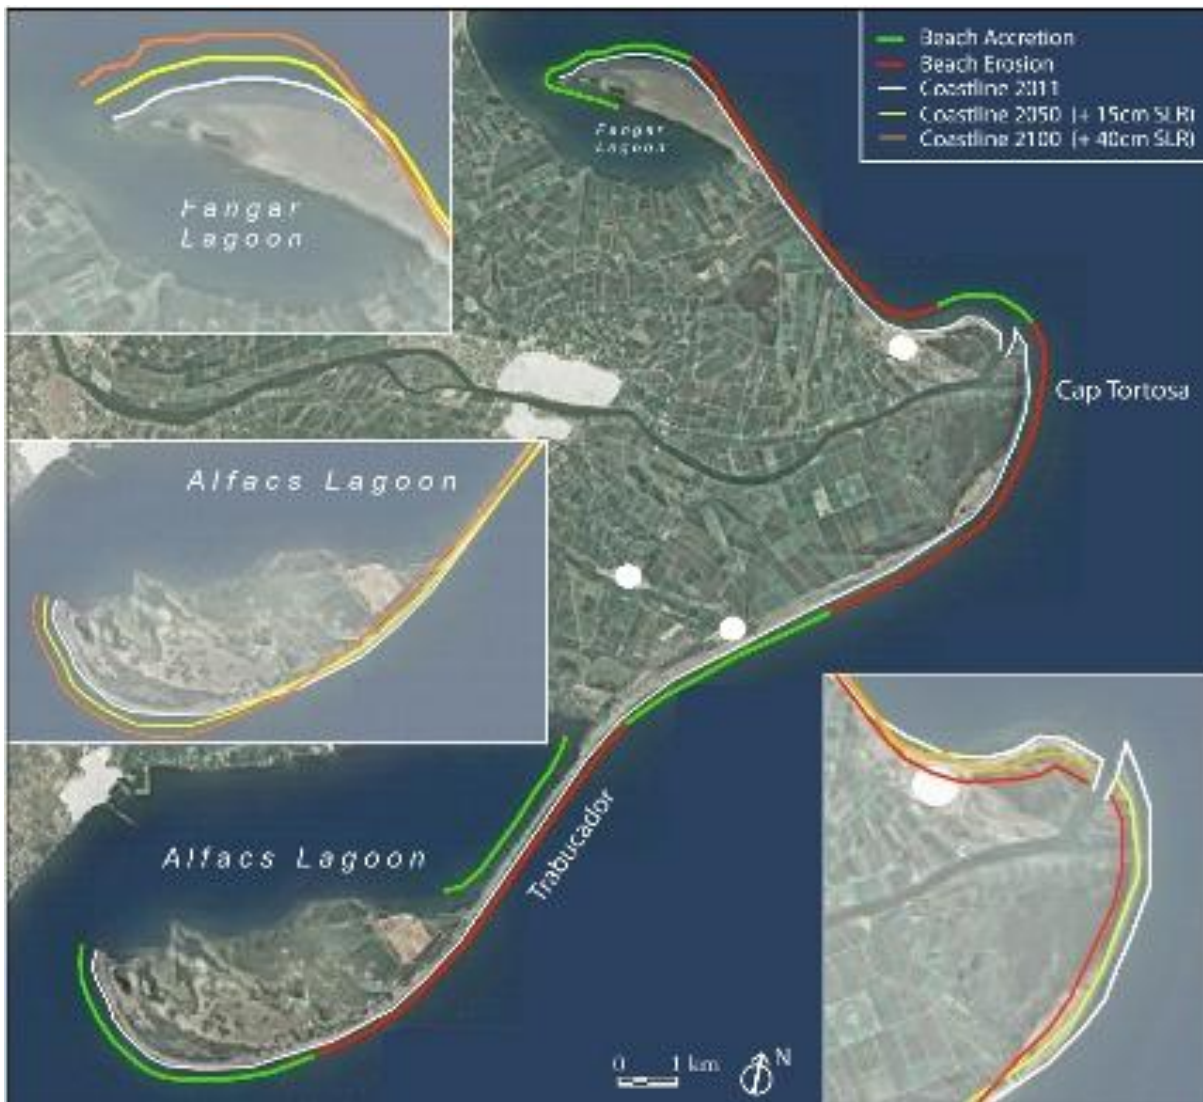 Beach Accretion
Beach Erosion
Coastline 2011
Coastline 2050 (+ 15cm SLR)
Coastline 2100 (+ 40cm SLR)
Fangar
Lagoon
Fangar
Lagoon
Cap Tortosa
Alfacs Lagoon
Trabucador
Alfacs Lagoon
0 1 km
N